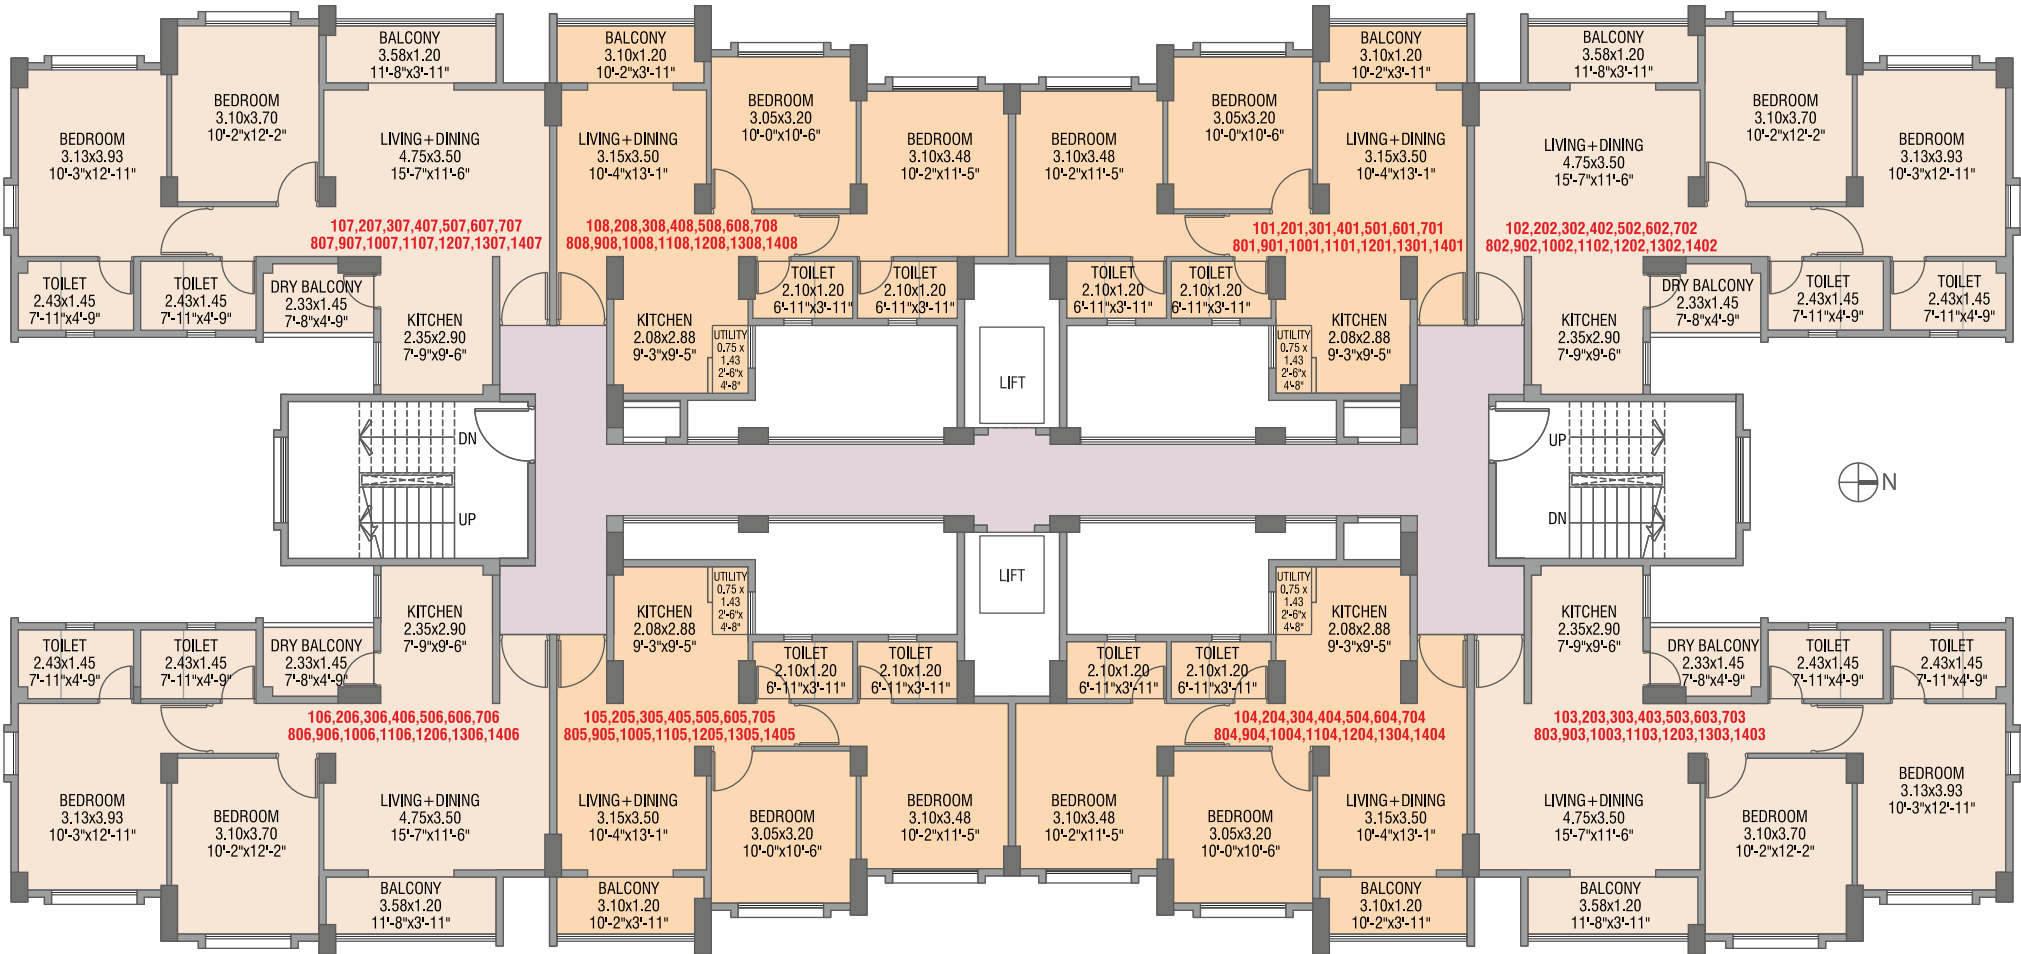 BALCONY
3.58x1.20
11'-8"x3'-11"
BEDROOM
3.10x3.70
10'-2"x12'-2"
BEDROOM
3.13x3.93
10'-3"x12'-11"
LIVING+DINING
4.75x3.50
15'-7"x11'-6"
107,207,307,407,507,607,707
807,907,1007,1107,1207,1307,1407
TOILET
2.43x1.45
7'-11"x4'-9"
TOILET
2.43x1.45
7'-11"x4'-9"
DRY BALCONY
2.33x1.45
7'-8"x4'-9"
KITCHEN
2.35x2.90
7'-9"x9'-6"
BALCONY
3.10x1.20
10'-2"x3'-11"
BEDROOM
3.05x3.20
10'-0"x10'-6"
LIVING+DINING
3.15x3.50
10'-4"x13'-1"
BEDROOM
3.10x3.48
10'-2"x11'-5"
108,208,308,408,508,608,708
808,908,1008,1108,1208,1308,1408
TOILET
2.10x1.20
6'-11"x3'-11"
TOILET
2.10x1.20
6'-11"x3'-11"
KITCHEN
2.08x2.88
9'-3"x9'-5"
UTILITY
0.75 x
1.43
2'-6"x
4'-8"
LIFT
BALCONY
3.10x1.20
10'-2"x3'-11"
BEDROOM
3.05x3.20
10'-0"x10'-6"
BEDROOM
3.10x3.48
10'-2"x11'-5"
LIVING+DINING
3.15x3.50
10'-4"x13'-1"
101,201,301,401,501,601,701
801,901,1001,1101,1201,1301,1401
TOILET
2.10x1.20
6'-11"x3'-11"
TOILET
2.10x1.20
6'-11"x3'-11"
KITCHEN
2.08x2.88
9'-3"x9'-5"
UTILITY
0.75 x
1.43
2'-6"x
4'-8"
BALCONY
3.58x1.20
11'-8"x3'-11"
BEDROOM
3.10x3.70
10'-2"x12'-2"
LIVING+DINING
4.75x3.50
15'-7"x11'-6"
BEDROOM
3.13x3.93
10'-3"x12'-11"
102,202,302,402,502,602,702
802,902,1002,1102,1202,1302,1402
DRY BALCONY
2.33x1.45
7'-8"x4'-9"
TOILET
2.43x1.45
7'-11"x4'-9"
TOILET
2.43x1.45
7'-11"x4'-9"
KITCHEN
2.35x2.90
7'-9"x9'-6"
DN
UP
UP
DN
N
KITCHEN
2.35x2.90
7'-9"x9'-6"
TOILET
2.43x1.45
7'-11"x4'-9"
TOILET
2.43x1.45
7'-11"x4'-9"
DRY BALCONY
2.33x1.45
7'-8"x4'-9"
106,206,306,406,506,606,706
806,906,1006,1106,1206,1306,1406
BEDROOM
3.13x3.93
10'-3"x12'-11"
BEDROOM
3.10x3.70
10'-2"x12'-2"
LIVING+DINING
4.75x3.50
15'-7"x11'-6"
BALCONY
3.58x1.20
11'-8"x3'-11"
KITCHEN
2.08x2.88
9'-3"x9'-5"
UTILITY
0.75 x
1.43
2'-6"x
4'-8"
TOILET
2.10x1.20
6'-11"x3'-11"
TOILET
2.10x1.20
6'-11"x3'-11"
105,205,305,405,505,605,705
805,905,1005,1105,1205,1305,1405
LIVING+DINING
3.15x3.50
10'-4"x13'-1"
BEDROOM
3.05x3.20
10'-0"x10'-6"
BEDROOM
3.10x3.48
10'-2"x11'-5"
BALCONY
3.10x1.20
10'-2"x3'-11"
LIFT
UTILITY
0.75 x
1.43
2'-6"x
4'-8"
KITCHEN
2.08x2.88
9'-3"x9'-5"
TOILET
2.10x1.20
6'-11"x3'-11"
TOILET
2.10x1.20
6'-11"x3'-11"
104,204,304,404,504,604,704
804,904,1004,1104,1204,1304,1404
BEDROOM
3.10x3.48
10'-2"x11'-5"
BEDROOM
3.05x3.20
10'-0"x10'-6"
LIVING+DINING
3.15x3.50
10'-4"x13'-1"
BALCONY
3.10x1.20
10'-2"x3'-11"
KITCHEN
2.35x2.90
7'-9"x9'-6"
DRY BALCONY
2.33x1.45
7'-8"x4'-9"
TOILET
2.43x1.45
7'-11"x4'-9"
TOILET
2.43x1.45
7'-11"x4'-9"
103,203,303,403,503,603,703
803,903,1003,1103,1203,1303,1403
LIVING+DINING
4.75x3.50
15'-7"x11'-6"
BEDROOM
3.10x3.70
10'-2"x12'-2"
BEDROOM
3.13x3.93
10'-3"x12'-11"
BALCONY
3.58x1.20
11'-8"x3'-11"